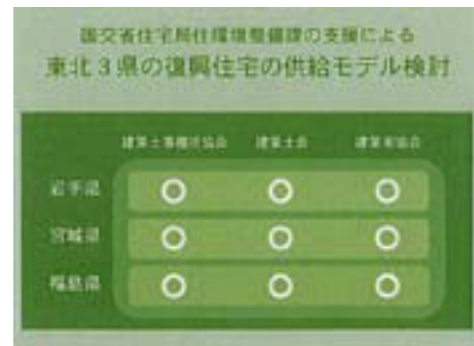 国交省住宅局住環境整備課の支援による
東北3県の復興住宅の供給モデル検討
建築士事務所協会 建築士会 建築家協会
岩手県 ○ ○ ○
宮城県 ○ ○ ○
福島県 ○ ○ ○